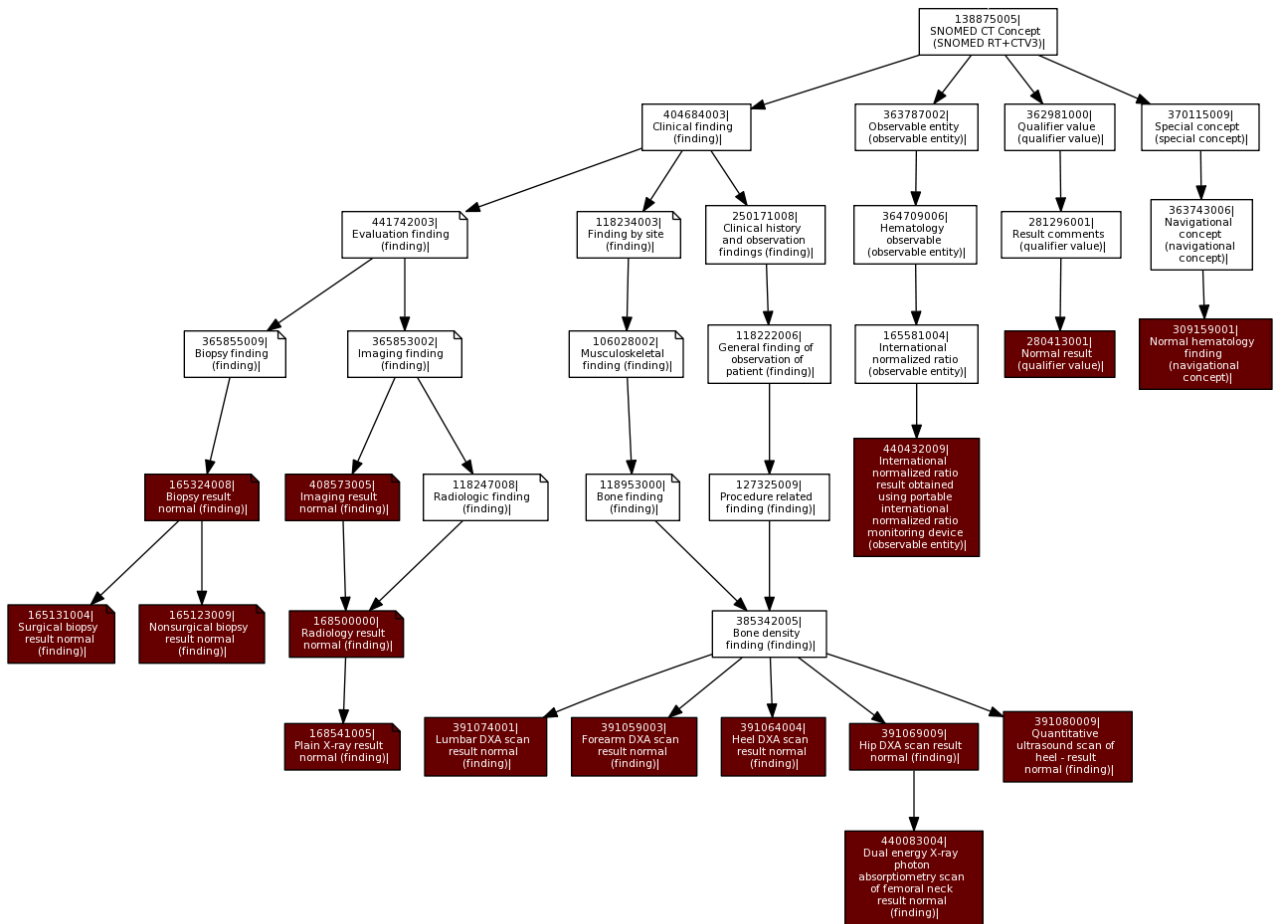 138875005|
SNOMED CT Concept
(SNOMED RT+CTV3)|
404684003|
Clinical finding
(finding)|
363787002|
Observable entity
(observable entity)|
362981000|
Qualifier value
(qualifier value)|
370115009|
Special concept
(special concept)|
441742003|
Evaluation finding
(finding)|
118234003|
Finding by site
(finding)|
250171008|
Clinical history
and observation
findings (finding)|
364709006|
Hematology
observable
(observable entity)|
281296001|
Result comments
(qualifier value)|
363743006|
Navigational
concept
(navigational
concept)|
365855009|
Biopsy finding
(finding)|
365853002|
Imaging finding
(finding)|
106028002|
Musculoskeletal
finding (finding)|
118222006|
General finding of
observation of
patient (finding)|
165581004|
International
normalized ratio
(observable entity)|
280413001|
Normal result
(qualifier value)|
309159001|
Normal hematology
finding
(navigational
concept)|
165324008|
Biopsy result
normal (finding)|
408573005|
Imaging result
normal (finding)|
118247008|
Radiologic finding
(finding)|
118953000|
Bone finding
(finding)|
127325009|
Procedure related
finding (finding)|
440432009|
International
normalized ratio
result obtained
using portable
international
normalized ratio
monitoring device
(observable entity)|
165131004|
Surgical biopsy
result normal
(finding)|
165123009|
Nonsurgical biopsy
result normal
(finding)|
168500000|
Radiology result
normal (finding)|
385342005|
Bone density
finding (finding)|
168541005|
Plain X-ray result
normal (finding)|
391074001|
Lumbar DXA scan
result normal
(finding)|
391059003|
Forearm DXA scan
result normal
(finding)|
391064004|
Heel DXA scan
result normal
(finding)|
391069009|
Hip DXA scan result
normal (finding)|
391080009|
Quantitative
ultrasound scan of
heel - result
normal (finding)|
440083004|
Dual energy X-ray
photon
absorptiometry scan
of femoral neck
result normal
(finding)|